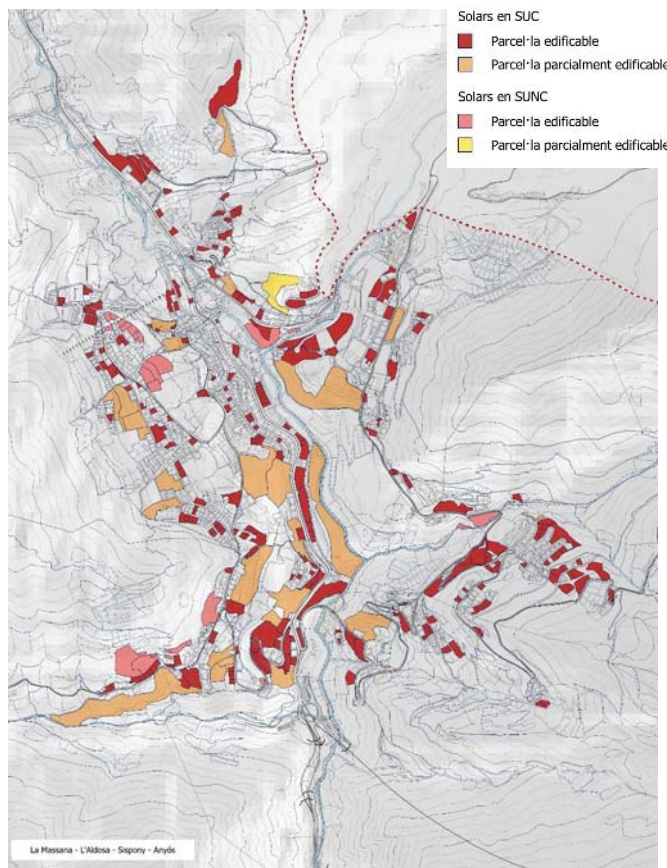 Solars en SUC
Parcel·la edificable
Parcel·la parcialment edificable
Solars en SUNC
Parcel·la edificable
Parcel·la parcialment edificable
La Massana - L'Aldosa - Sispony - Anyós